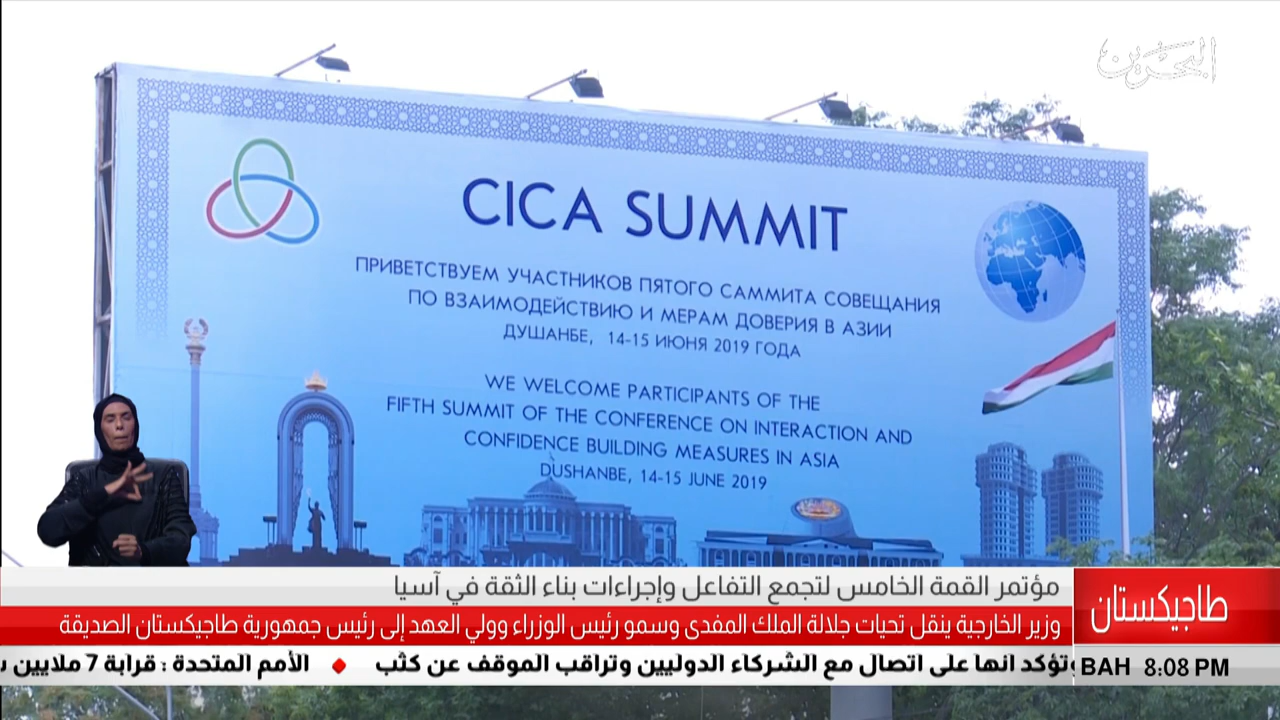 البحرين
CICA SUMMIT
ПРИВЕТСТВУЕМ УЧАСТНИКОВ ПЯТОГО САММИТА СОВЕЩАНИЯ
ПО ВЗАИМОДЕЙСТВИЮ И МЕРАМ ДОВЕРИЯ В АЗИИ
ДУШАНБЕ, 14-15 ИЮНЯ 2019 ГОДА
WE WELCOME PARTICIPANTS OF THE
FIFTH SUMMIT OF THE CONFERENCE ON INTERACTION AND
CONFIDENCE BUILDING MEASURES IN ASIA
DUSHANBE, 14-15 JUNE 2019
مؤتمر القمة الخامس لتجمع التفاعل وإجراءات بناء الثقة في آسيا
طاجيكستان
وزير الخارجية ينقل تحيات جلالة الملك المفدى وسمو رئيس الوزراء وولي العهد إلى رئيس جمهورية طاجيكستان الصديقة
BAH 8:08 PM
وتؤكد أنها على اتصال مع الشركاء الدوليين وتراقب الموقف عن كثب ♦ الأمم المتحدة : قرابة 7 ملايين